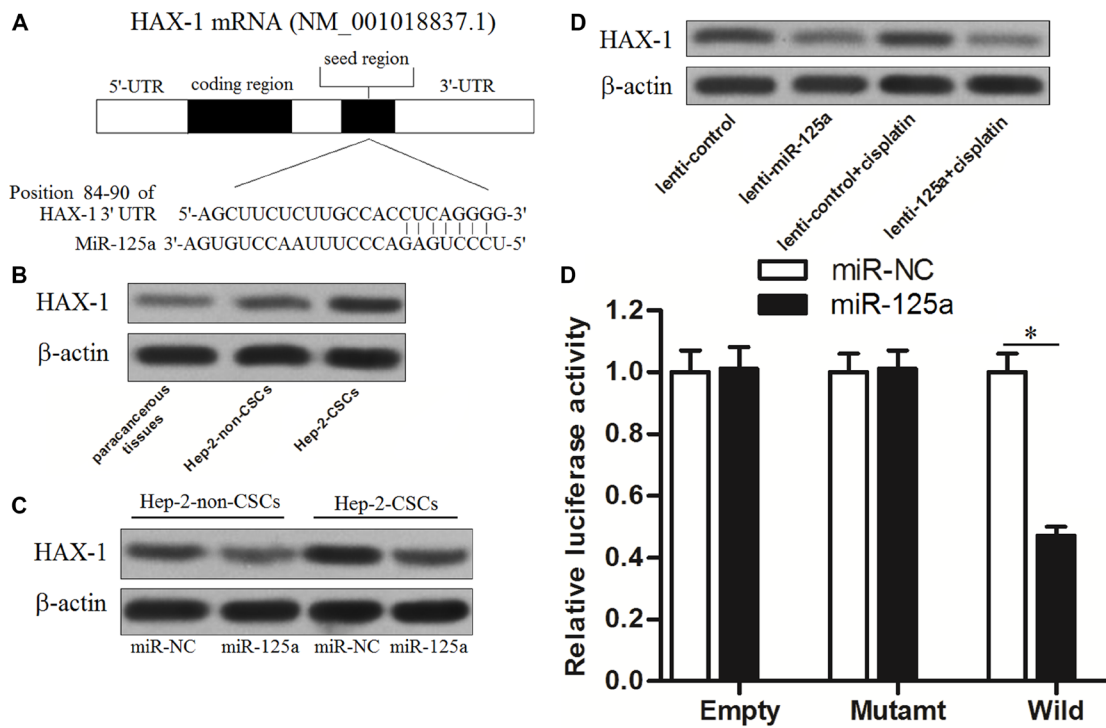 A
HAX-1 mRNA (NM_001018837.1)
seed region
5'-UTR coding region 3'-UTR
Position 84-90 of
HAX-1 3' UTR 5'-AGCUUCUCUUGCCACCUCAGGGG-3'
MiR-125a 3'-AGUGUCCAAUUUCCCAGAGUCCCU-5'
B
HAX-1
β-actin
paracancerous
tissues
Hep-2-non-CSCs
Hep-2-CSCs
C
Hep-2-non-CSCs Hep-2-CSCs
HAX-1
β-actin
miR-NC miR-125a miR-NC miR-125a
D
HAX-1
β-actin
lenti-control
lenti-miR-125a
lenti-control+cisplatin
lenti-125a+cisplatin
D
miR-NC
miR-125a
Relative luciferase activity
1.2
1.0
0.8
0.6
0.4
0.2
0.0
*
Empty Mutamt Wild